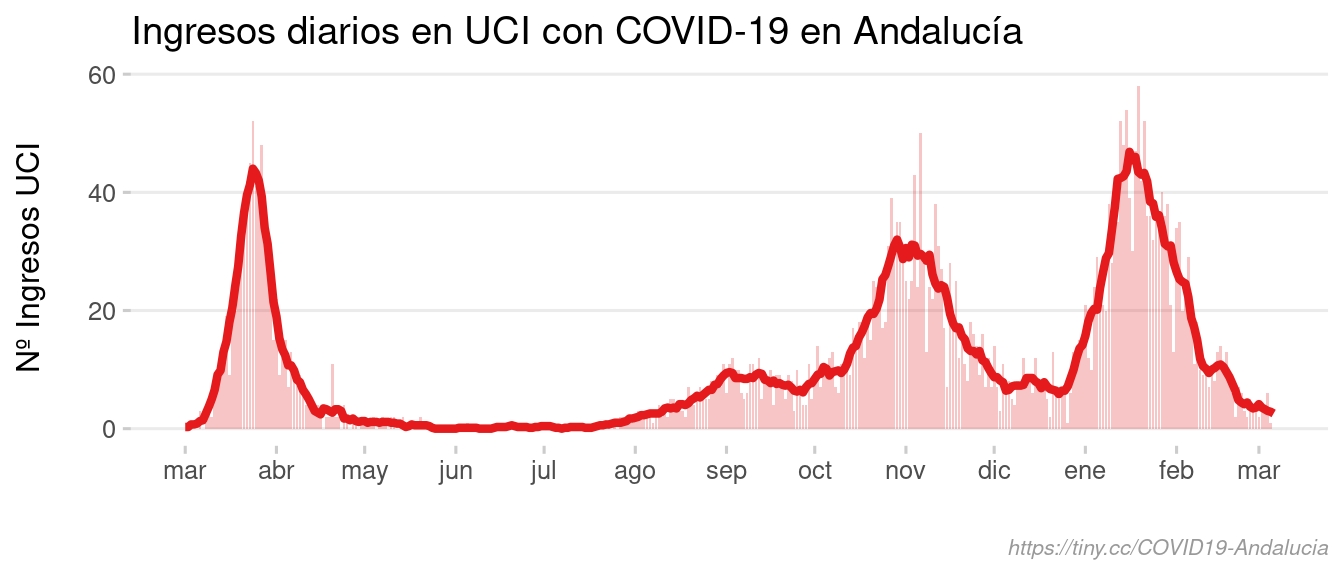 Ingresos diarios en UCI con COVID-19 en Andalucía
Nº Ingresos UCI
60
40
20
0
mar abr may jun jul ago sep oct nov dic ene feb mar
https://tiny.cc/COVID19-Andalucia